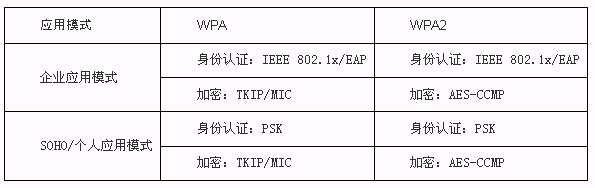 应用模式 WPA WPA2
企业应用模式 身份认证：IEEE 802.1x/EAP 身份认证：IEEE 802.1x/EAP
加密：TKIP/MIC 加密：AES-CCMP
SOHO/个人应用模式 身份认证：PSK 身份认证：PSK
加密：TKIP/MIC 加密：AES-CCMP